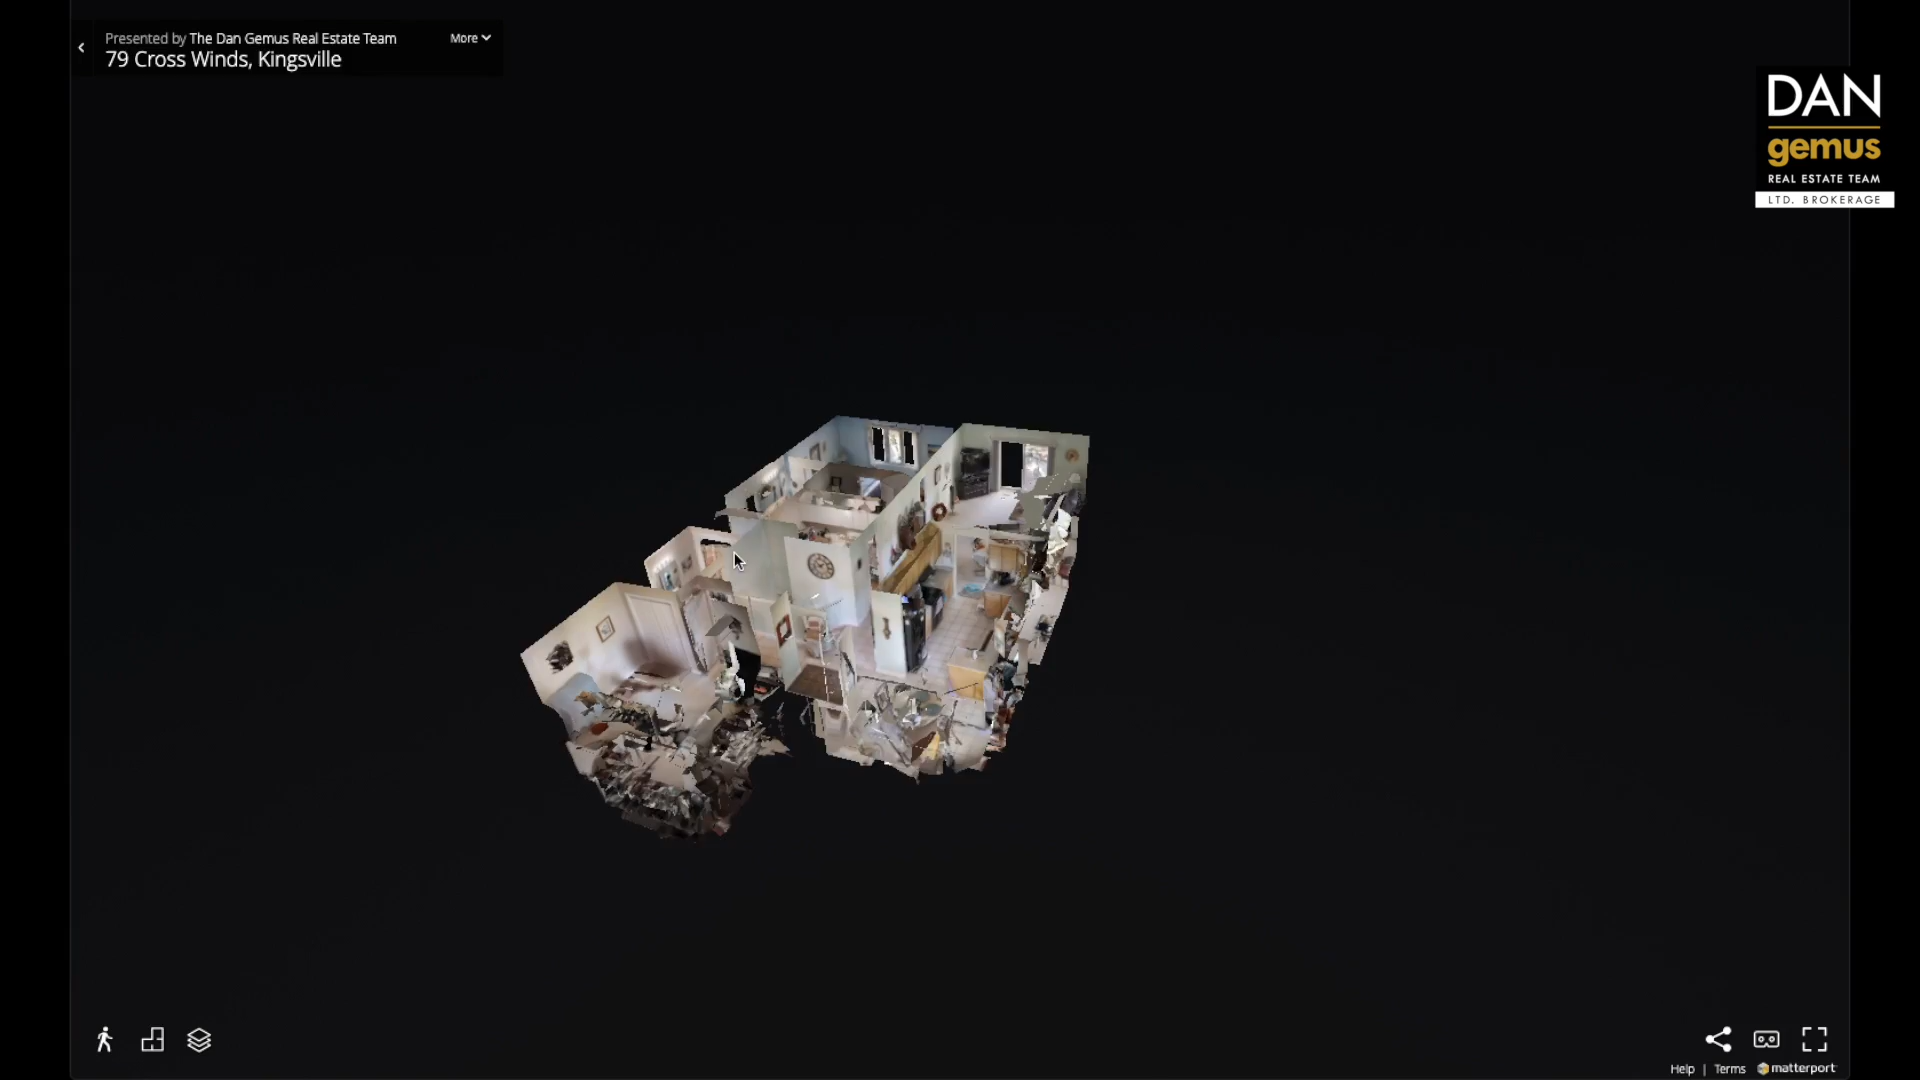 Presented by The Dan Gemus Real Estate Team
More
79 Cross Winds, Kingsville
DAN
gemus
REAL ESTATE TEAM
LTD. BROKERAGE
Help | Terms matterport